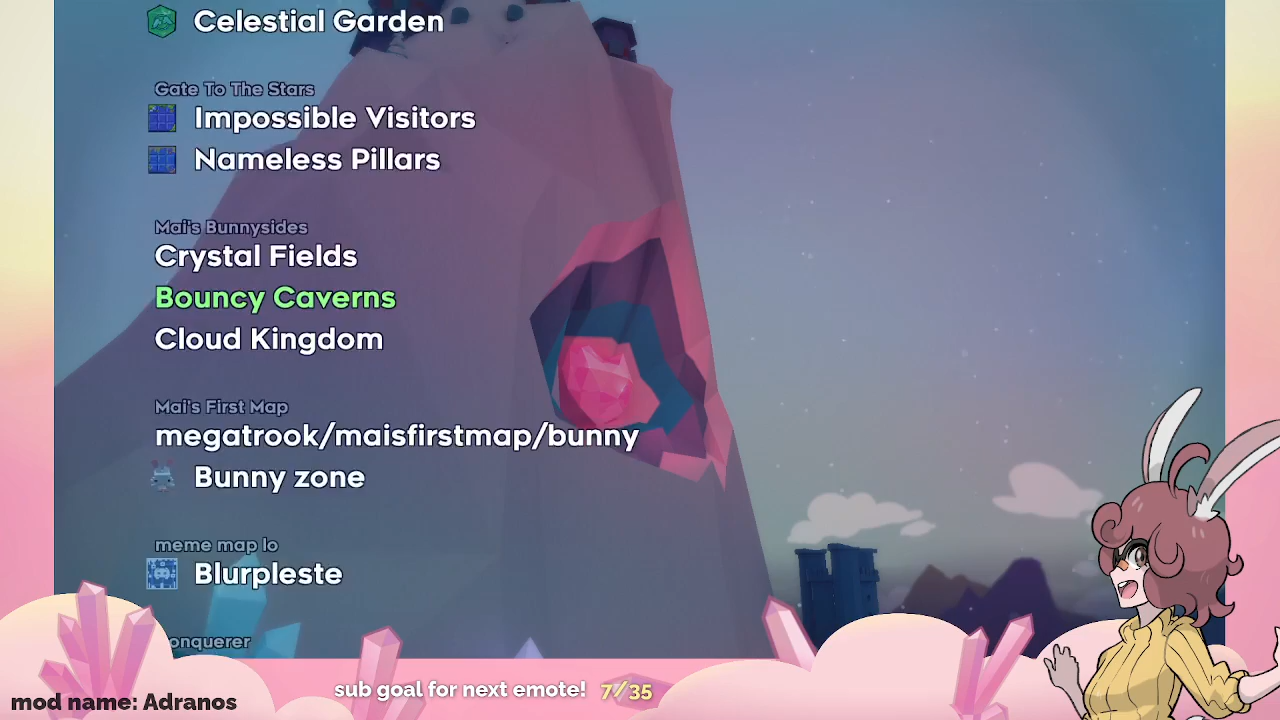 Celestial Garden
Gate To The Stars
Impossible Visitors
Nameless Pillars
Mai's Bunnysides
Crystal Fields
Bouncy Caverns
Cloud Kingdom
Mai's First Map
megatrook/maisfirstmap/bunny
Bunny zone
meme map lo
Blurpleste
onquerer
sub goal for next emote! 7/35
mod name: Adranos